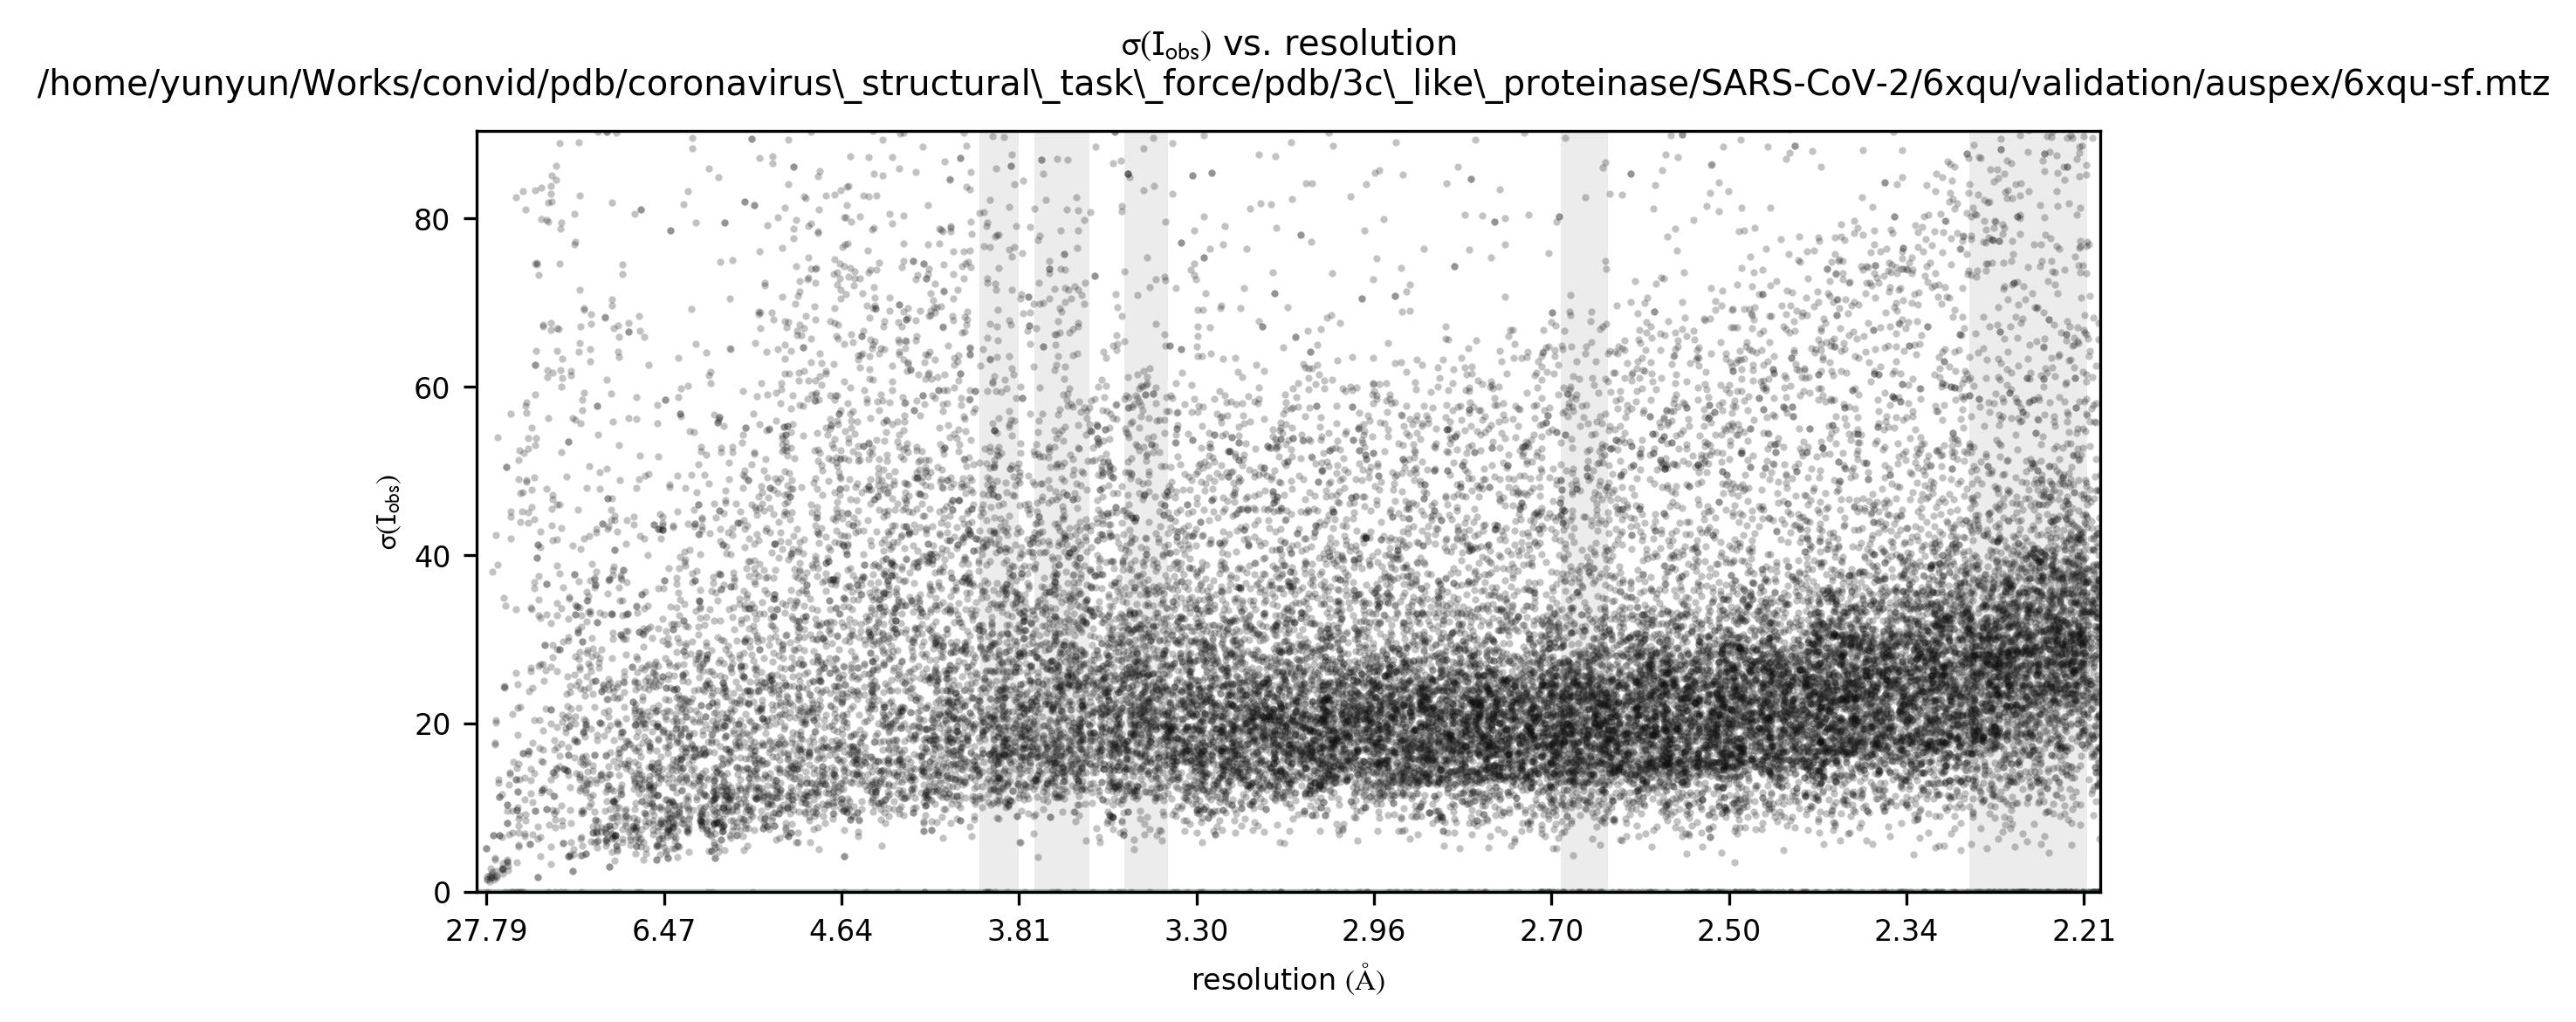 σ(I_obs) vs. resolution
/home/yunyun/Works/convid/pdb/coronavirus\_structural\_task\_force/pdb/3c\_like\_proteinase/SARS-CoV-2/6xqu/validation/auspex/6xqu-sf.mtz
80
60
40
20
0
σ(I_obs)
27.79 6.47 4.64 3.81 3.30 2.96 2.70 2.50 2.34 2.21
resolution (Å)